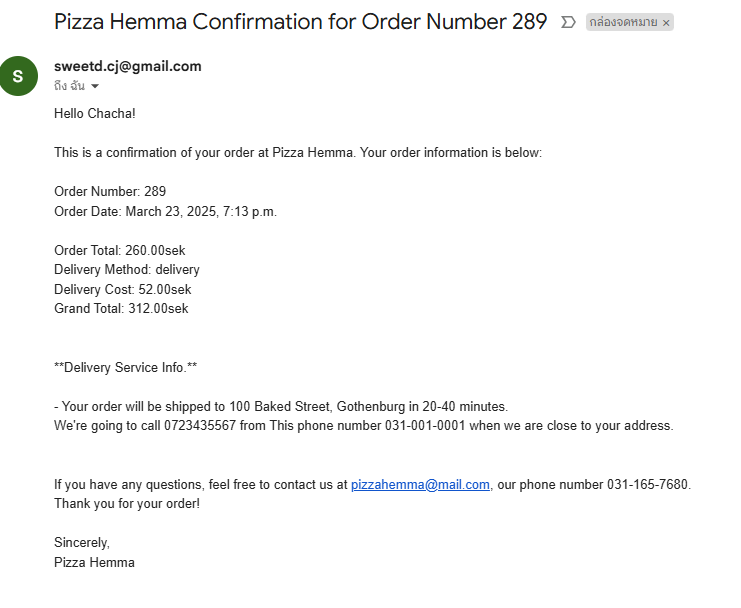 Pizza Hemma Confirmation for Order Number 289 กล่องจดหมาย ×
S
sweetd.cj@gmail.com
ถึง ฉัน
Hello Chacha!
This is a confirmation of your order at Pizza Hemma. Your order information is below:
Order Number: 289
Order Date: March 23, 2025, 7:13 p.m.
Order Total: 260.00sek
Delivery Method: delivery
Delivery Cost: 52.00sek
Grand Total: 312.00sek
**Delivery Service Info.**
- Your order will be shipped to 100 Baked Street, Gothenburg in 20-40 minutes.
We're going to call 0723435567 from This phone number 031-001-0001 when we are close to your address.
If you have any questions, feel free to contact us at pizzahemma@mail.com, our phone number 031-165-7680.
Thank you for your order!
Sincerely,
Pizza Hemma